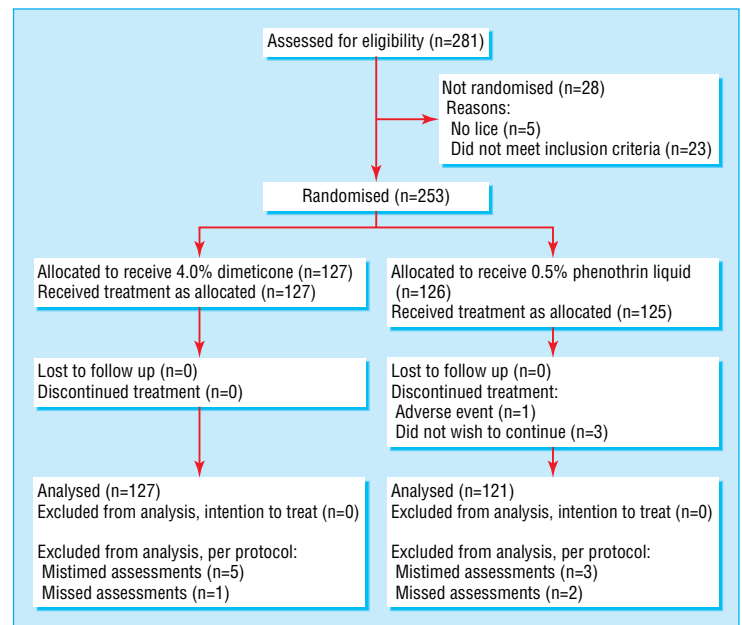 Assessed for eligibility (n=281)
Not randomised (n=28)
Reasons:
No lice (n=5)
Did not meet inclusion criteria (n=23)
Randomised (n=253)
Allocated to receive 4.0% dimeticone (n=127)
Received treatment as allocated (n=127)
Allocated to receive 0.5% phenothrin liquid
(n=126)
Received treatment as allocated (n=125)
Lost to follow up (n=0)
Discontinued treatment (n=0)
Lost to follow up (n=0)
Discontinued treatment:
Adverse event (n=1)
Did not wish to continue (n=3)
Analysed (n=127)
Excluded from analysis, intention to treat (n=0)
Excluded from analysis, per protocol:
Mistimed assessments (n=5)
Missed assessments (n=1)
Analysed (n=121)
Excluded from analysis, intention to treat (n=0)
Excluded from analysis, per protocol:
Mistimed assessments (n=3)
Missed assessments (n=2)